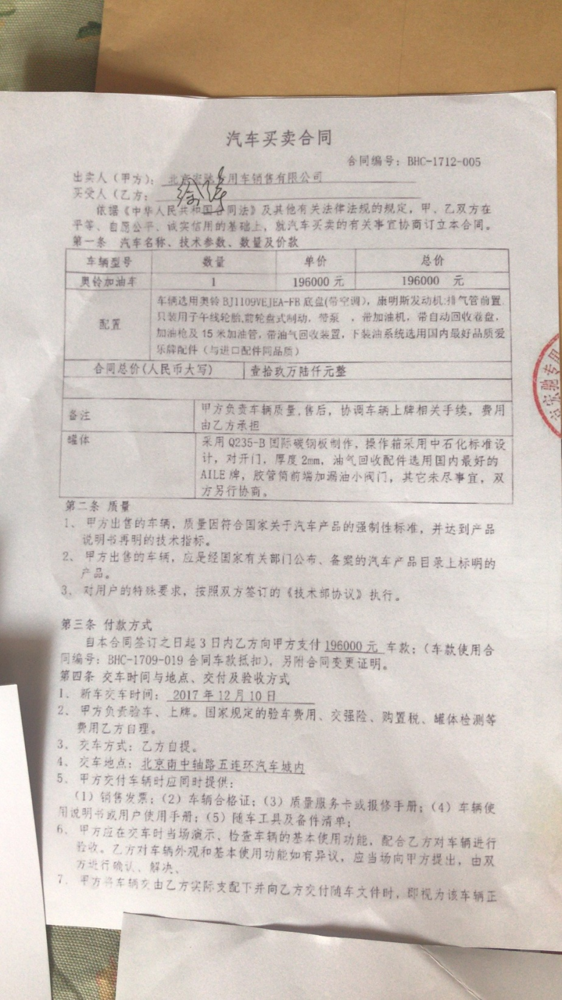 汽车买卖合同
合同编号：BHC-1712-005
出卖人（甲方）：北京宏驰专用车销售有限公司
买受人（乙方：
依据《中华人民共和国合同法》及其他有关法律法规的规定，甲、乙双方在
平等、自愿公平、诚实信用的基础上，就汽车买卖的有关事宜协商订立本合同。
第一条 汽车名称、技术参数、数量及价款
车辆型号 数量 单价 总价
奥铃加油车 1 196000 元 196000 元
车辆选用奥铃 BJ1109VEJEA-FB 底盘(带空调)，康明斯发动机;排气管前置
只装用子午线轮胎,前轮盘式制动，带泵 ，带加油机，带自动回收卷盘，
配置
加油枪及 15 米加油管，带油气回收装置，下装油系统选用国内最好品质爱
乐牌配件（与进口配件同品质）
合同总价(人民币大写) 壹拾玖万陆仟元整
备注 甲方负责车辆质量,售后，协调车辆上牌相关手续，费用
由乙方承担
罐体 采用 Q235-B 国际碳钢板制作，操作箱采用中石化标准设
计，对开门，厚度 2mm，油气回收配件选用国内最好的
AILE 牌，胶管筒前端加漏油小阀门，其它未尽事宜，双
方另行协商。
第二条 质量
1、 甲方出售的车辆，质量因符合国家关于汽车产品的强制性标准，并达到产品
说明书再明的技术指标。
2、 甲方出售的车辆，应是经国家有关部门公布、备案的汽车产品目录上标明的
产品。
3、 对用户的特殊要求，按照双方签订的《技术部协议》执行。
第三条 付款方式
自本合同签订之日起 3 日内乙方向甲方支付 196000 元 车款；（车款使用合
同编号：BHC-1709-019 合同车款抵扣），另附合同变更证明。
第四条 交车时间与地点、交付及验收方式
1、 新车交车时间： 2017 年 12 月 10 日
2、 甲方负责验车、上牌。国家规定的验车费用、交强险、购置税、罐体检测等
费用乙方自理。
3、 交车方式：乙方自提。
4、 交车地点：北京南中轴路五连环汽车城内
5、 甲方交付车辆时应同时提供：
（1）销售发票；（2）车辆合格证；（3）质量服务卡或报修手册；（4）车辆使
用说明书或用户使用手册；（5）随车工具及备件清单；
6、 甲方应在交车时当场演示、检查车辆的基本使用功能，配合乙方对车辆进行
验收。乙方对车辆外观和基本使用功能如有异议，应当场向甲方提出，由双
方进行确认、解决、
7、 甲方将车辆交由乙方实际支配下并向乙方交付随车文件时，即视为该车辆正